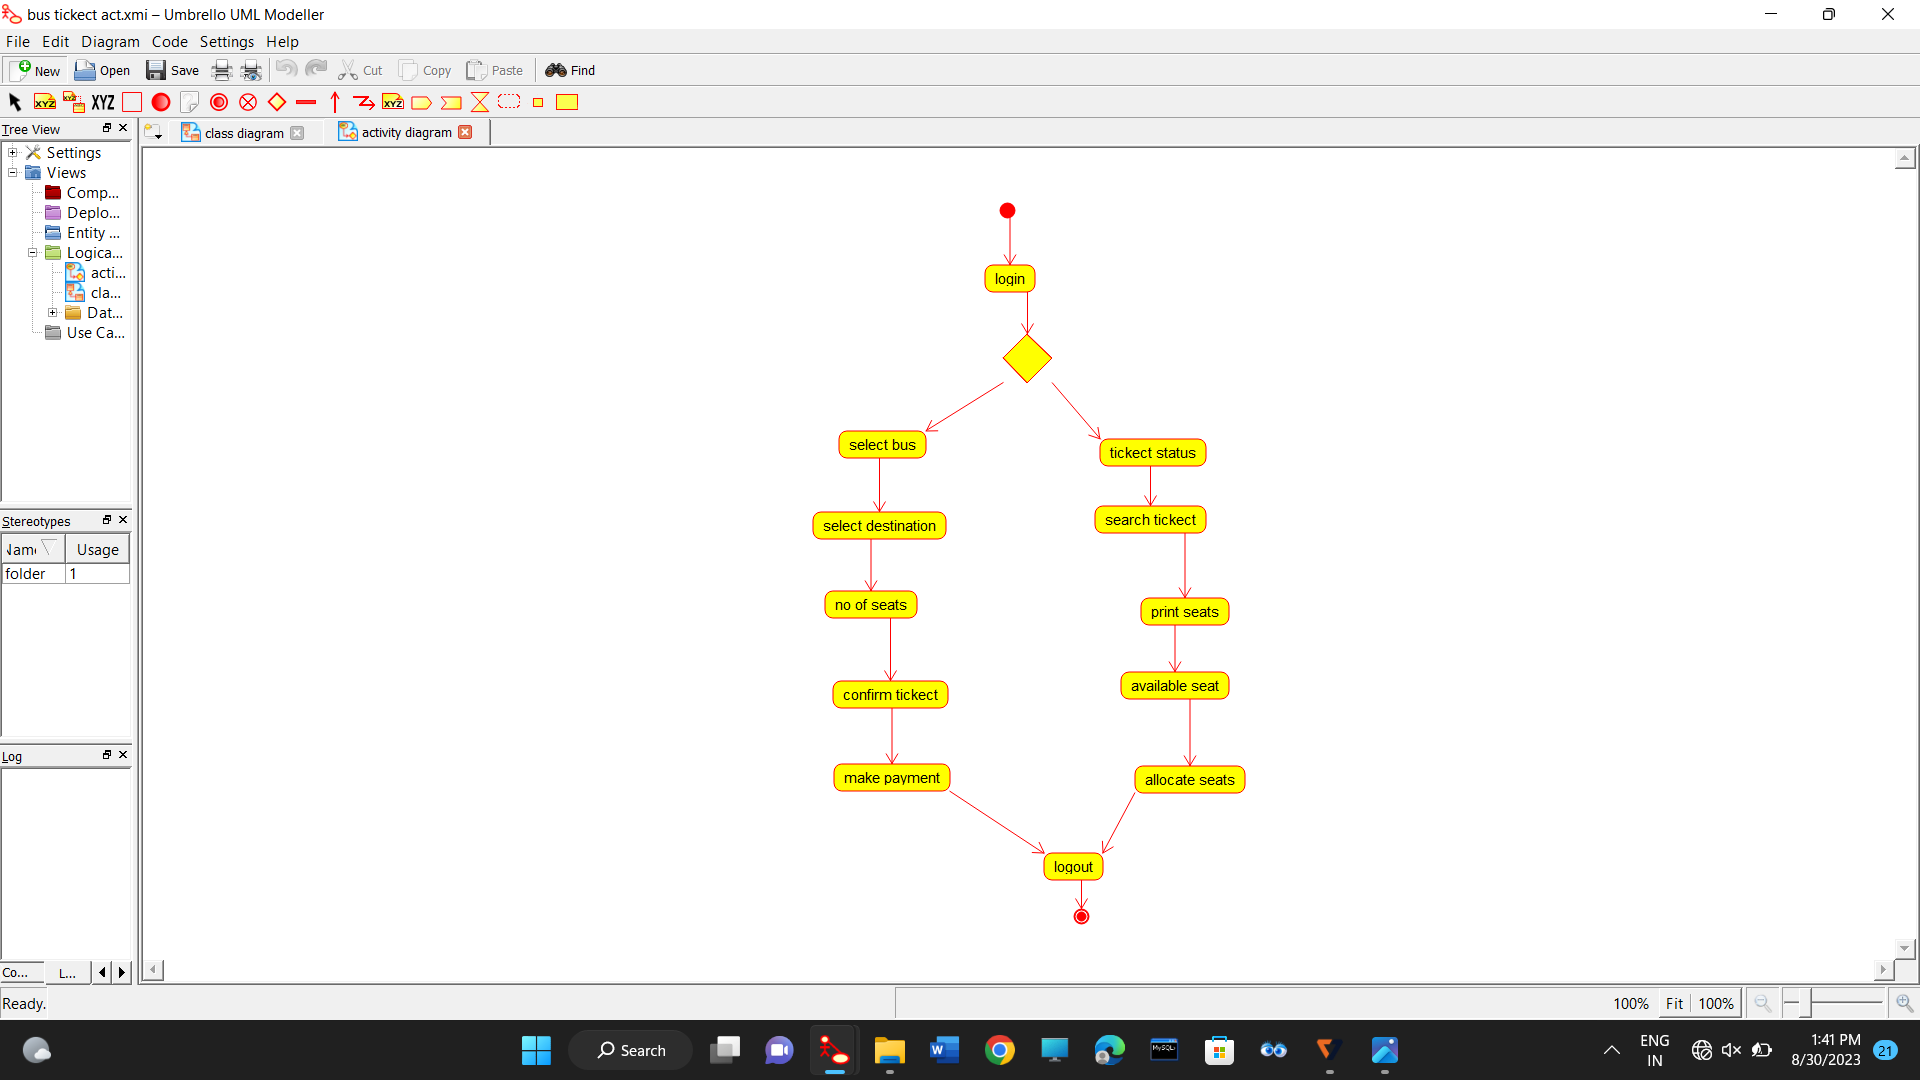 bus tickect act.xmi – Umbrello UML Modeller
File Edit Diagram Code Settings Help
New Open Save Cut Copy Paste Find
XYZ XYZ XYZ XYZ
Tree View
class diagram
activity diagram
Settings
Views
Comp...
Deplo...
Entity ...
Logica...
acti...
cla...
Dat...
Use Ca...
Stereotypes
Usage
folder 1
Log
Co... L...
login
select bus
tickect status
select destination
search tickect
no of seats
print seats
confirm tickect
available seat
make payment
allocate seats
logout
Ready.
100% Fit 100%
Search
MySQL
ENG
IN
1:41 PM
8/30/2023
21